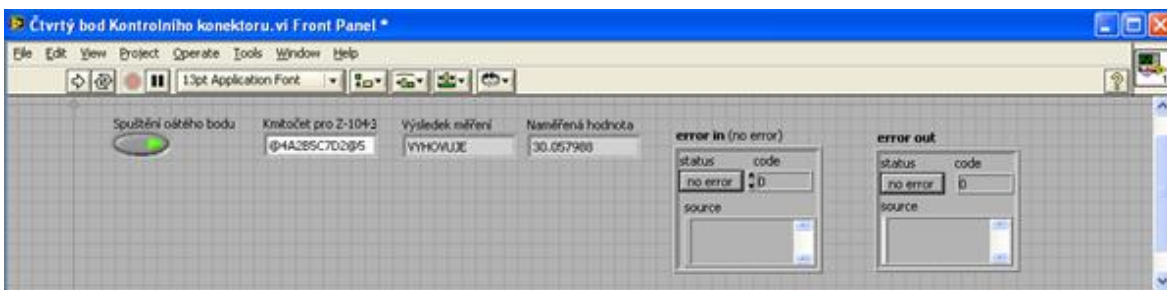 Čtvrtý bod Kontrolního konektoru.vi Front Panel *
File Edit View Project Operate Tools Window Help
13pt Application Font
Spuštění pátého bodu
Kmitočet pro Z-1043
Výsledek měření
Naměřená hodnota
@4A2B5C7D2@5
VYHOVUJE
30.057988
error in (no error)
status code
no error 0
source
error out
status code
no error 0
source